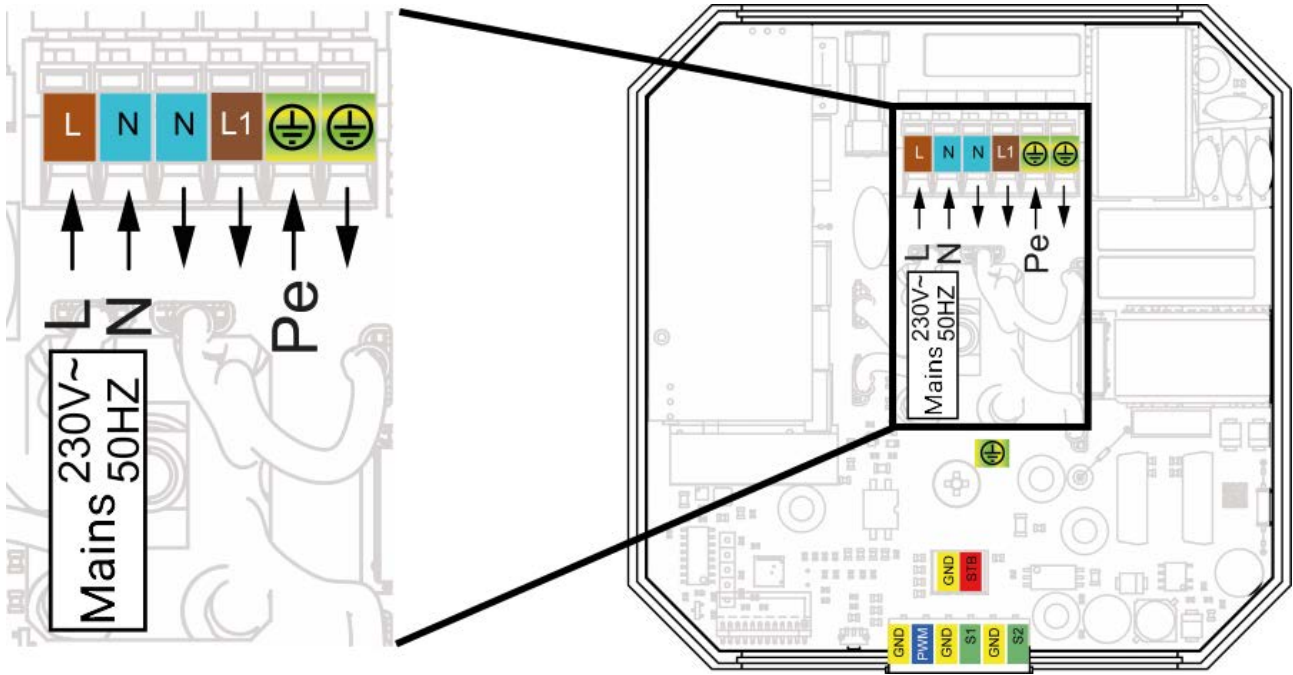 L N N L1
L
N
Pe
Mains 230V~
50HZ
L N N L1
L
N
Pe
Mains 230V~
50HZ
GND STB
GND PWM GND S1 GND S2